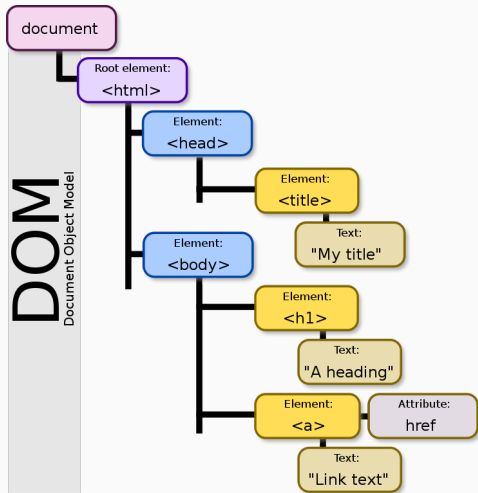 document
Root element:
<html>
Element:
<head>
Element:
<title>
Text:
"My title"
Element:
<body>
Element:
<h1>
Text:
"A heading"
Element:
<a>
Attribute:
href
Text:
"Link text"
DOM
Document Object Model